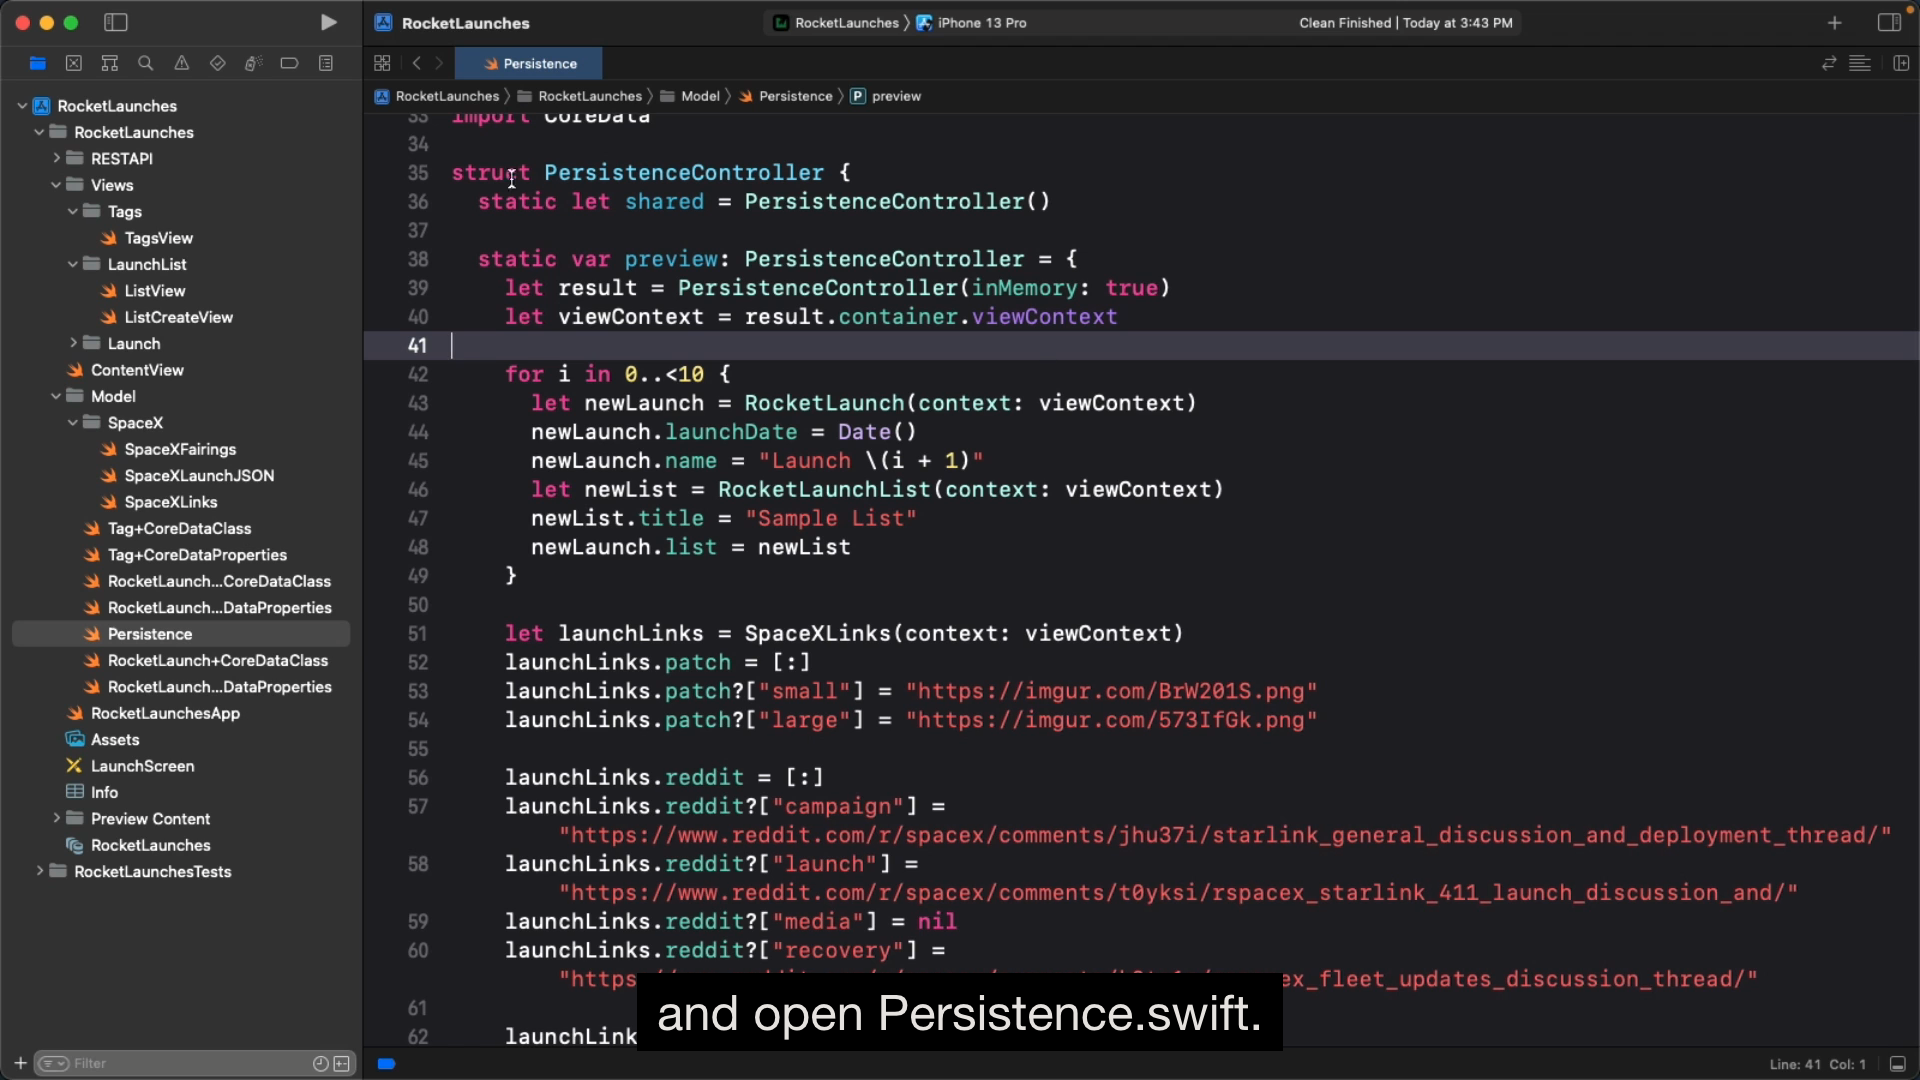 RocketLaunches
RocketLaunches
iPhone 13 Pro
Clean Finished | Today at 3:43 PM
Persistence
RocketLaunches
RocketLaunches
Model
Persistence
P
preview
RocketLaunches
RocketLaunches
RESTAPI
Views
Tags
TagsView
LaunchList
ListView
ListCreateView
Launch
ContentView
Model
SpaceX
SpaceXFairings
SpaceXLaunchJSON
SpaceXLinks
Tag+CoreDataClass
Tag+CoreDataProperties
RocketLaunch...CoreDataClass
RocketLaunch...DataProperties
Persistence
RocketLaunch+CoreDataClass
RocketLaunch...DataProperties
RocketLaunchesApp
Assets
LaunchScreen
Info
Preview Content
RocketLaunches
RocketLaunchesTests
Filter
33 import CoreData
34
35 struct PersistenceController {
36 static let shared = PersistenceController()
37
38 static var preview: PersistenceController = {
39 let result = PersistenceController(inMemory: true)
40 let viewContext = result.container.viewContext
41
42 for i in 0..<10 {
43 let newLaunch = RocketLaunch(context: viewContext)
44 newLaunch.launchDate = Date()
45 newLaunch.name = "Launch \(i + 1)"
46 let newList = RocketLaunchList(context: viewContext)
47 newList.title = "Sample List"
48 newLaunch.list = newList
49 }
50
51 let launchLinks = SpaceXLinks(context: viewContext)
52 launchLinks.patch = [:]
53 launchLinks.patch?["small"] = "https://imgur.com/BrW201S.png"
54 launchLinks.patch?["large"] = "https://imgur.com/573IfGk.png"
55
56 launchLinks.reddit = [:]
57 launchLinks.reddit?["campaign"] =
"https://www.reddit.com/r/spacex/comments/jhu37i/starlink_general_discussion_and_deployment_thread/"
58 launchLinks.reddit?["launch"] =
"https://www.reddit.com/r/spacex/comments/t0yksi/rspacex_starlink_411_launch_discussion_and/"
59 launchLinks.reddit?["media"] = nil
60 launchLinks.reddit?["recovery"] =
"https ex_fleet_updates_discussion_thread/"
61
62 launchLink
and open Persistence.swift.
Line: 41 Col: 1